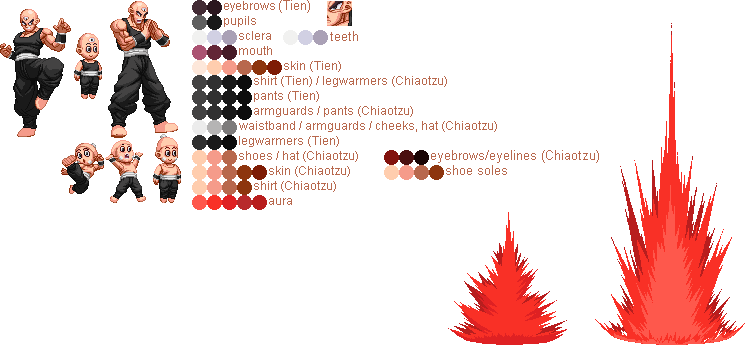 eyebrows (Tien)
pupils
sclera teeth
mouth
skin (Tien)
shirt (Tien) / legwarmers (Chiaotzu)
pants (Tien)
armguards / pants (Chiaotzu)
waistband / armguards / cheeks, hat (Chiaotzu)
legwarmers (Tien)
shoes / hat (Chiaotzu) eyebrows/eyelines (Chiaotzu)
skin (Chiaotzu) shoe soles
shirt (Chiaotzu)
aura